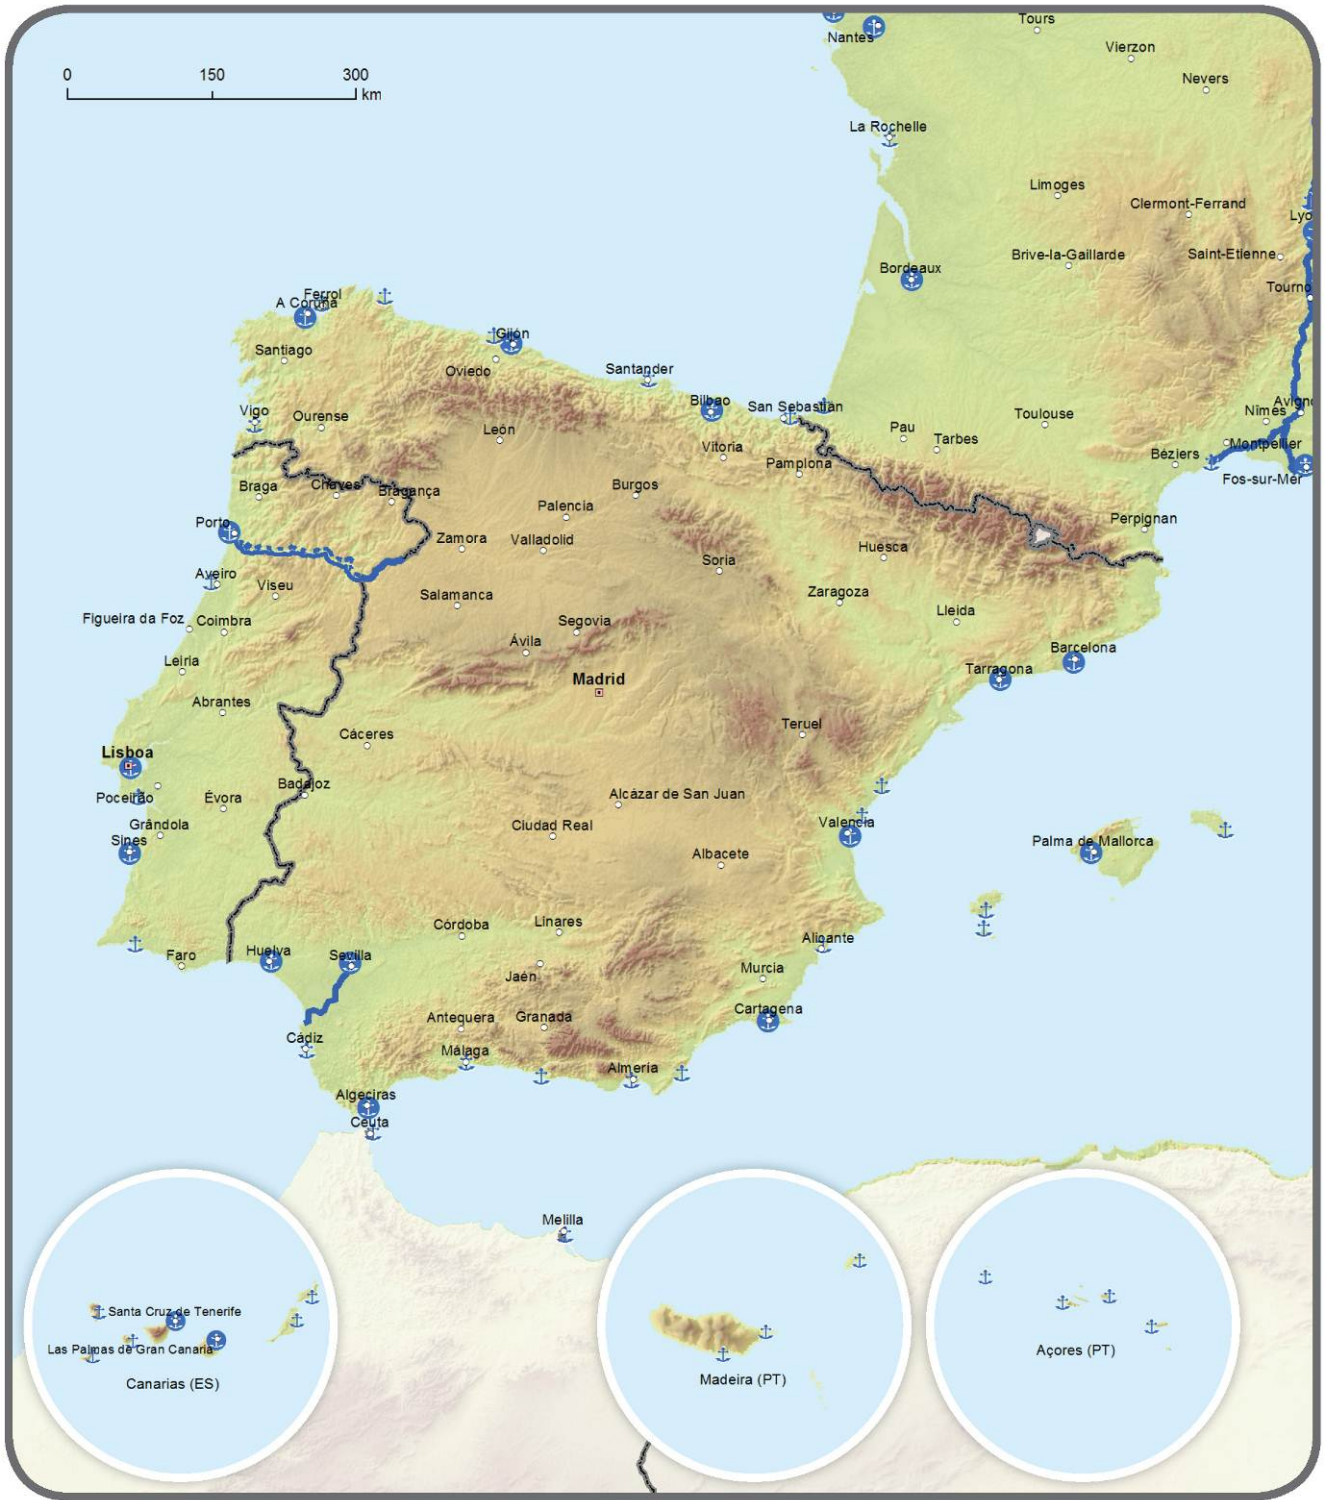 Tours
Nantes
Vierzon
0 150 300
km
Nevers
La Rochelle
Limoges
Clermont-Ferrand
Lyo
Brive-la-Gaillarde
Saint-Etienne
Bordeaux
Tourno
Ferrol
A Coruña
Gijón
Santiago
Oviedo
Santander
Bilbao
San Sebastian
Avigno
Vigo
Ourense
Nîmes
Toulouse
León
Pau
Tarbes
Vitoria
Montpellier
Béziers
Pamplona
Fos-sur-Mer
Braga
Chaves
Bragança
Burgos
Palencia
Perpignan
Porto
Zamora
Valladolid
Huesca
Soria
Aveiro
Viseu
Salamanca
Zaragoza
Lleida
Figueira da Foz
Coimbra
Segovia
Ávila
Barcelona
Leiria
Tarragona
Madrid
Abrantes
Teruel
Cáceres
Lisboa
Badajoz
Poceirão
Évora
Alcázar de San Juan
Grândola
Ciudad Real
Valencia
Sines
Palma de Mallorca
Albacete
Córdoba
Linares
Alicante
Faro
Huelva
Sevilla
Jaén
Murcia
Cartagena
Antequera
Granada
Cádiz
Málaga
Almería
Algeciras
Ceuta
Melilla
Santa Cruz de Tenerife
Las Palmas de Gran Canaria
Canarias (ES)
Madeira (PT)
Açores (PT)